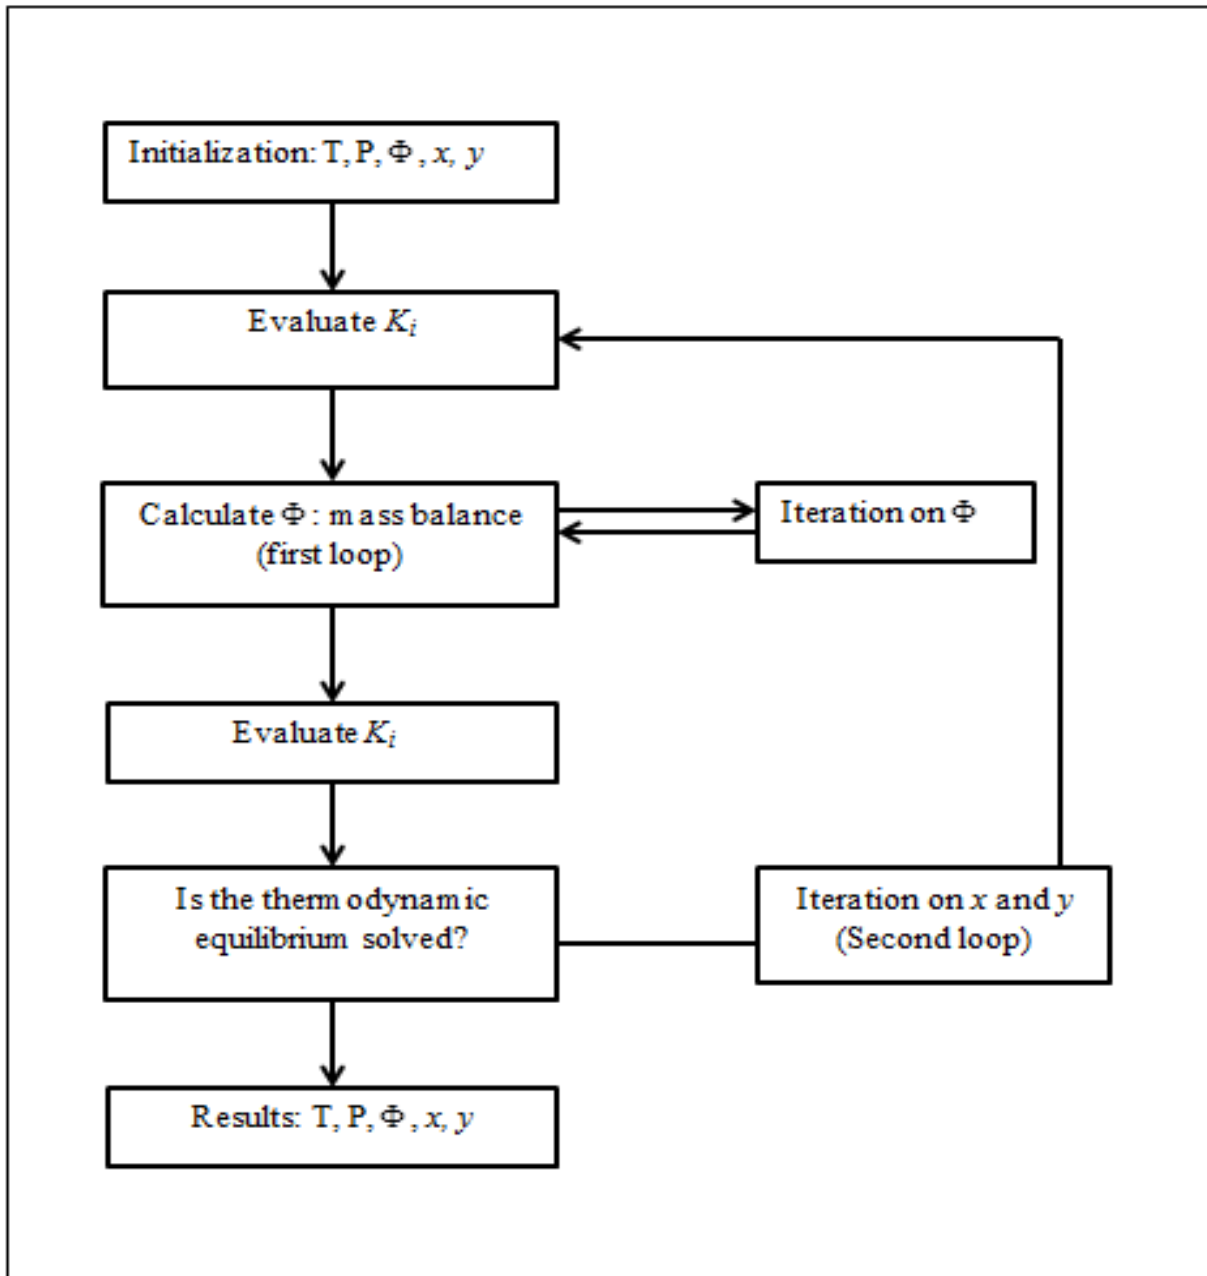 Initialization: T, P, Φ, x, y
Evaluate Kᵢ
Calculate Φ: mass balance
(first loop)
Iteration on Φ
Evaluate Kᵢ
Is the thermodynamic
equilibrium solved?
Iteration on x and y
(Second loop)
Results: T, P, Φ, x, y